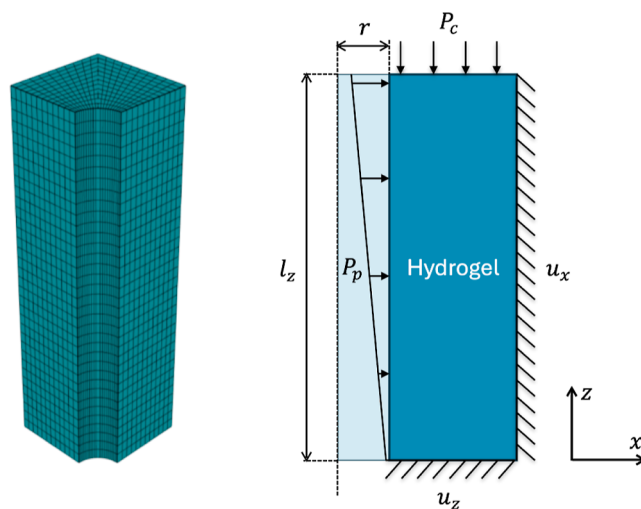 r
P_c
l_z
P_p
Hydrogel
u_x
z
x
u_z